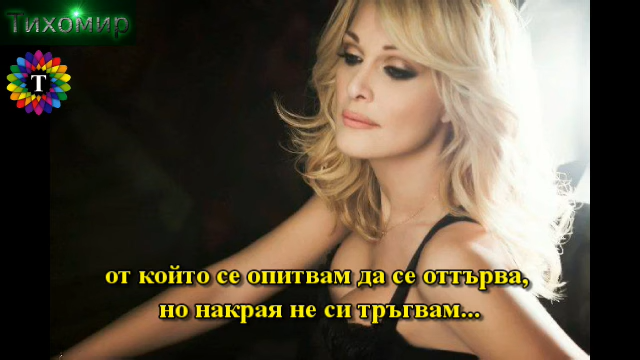 Тихомир
T
от който се опитвам да се оттърва,
но накрая не си тръгвам...